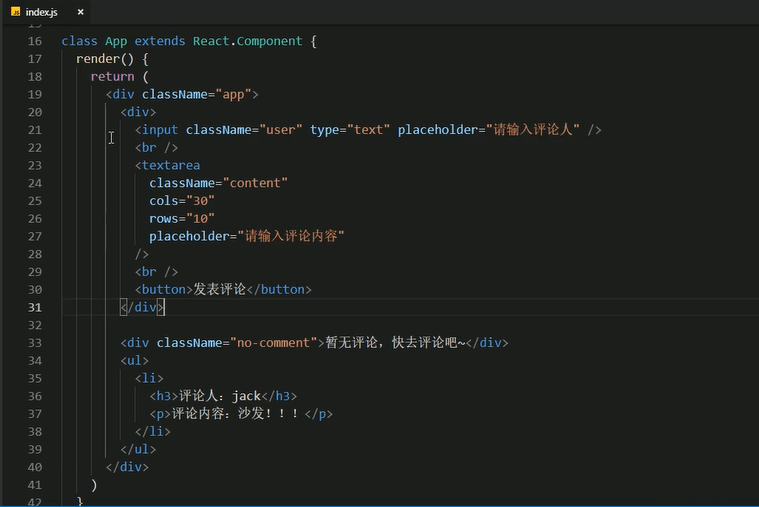 JS index.js ×
15
16 class App extends React.Component {
17   render() {
18     return (
19       <div className="app">
20         <div>
21           <input className="user" type="text" placeholder="请输入评论人" />
22           <br />
23           <textarea
24             className="content"
25             cols="30"
26             rows="10"
27             placeholder="请输入评论内容"
28           />
29           <br />
30           <button>发表评论</button>
31         </div>
32
33         <div className="no-comment">暂无评论，快去评论吧~</div>
34         <ul>
35           <li>
36             <h3>评论人：jack</h3>
37             <p>评论内容：沙发！！！</p>
38           </li>
39         </ul>
40       </div>
41     )
42   }